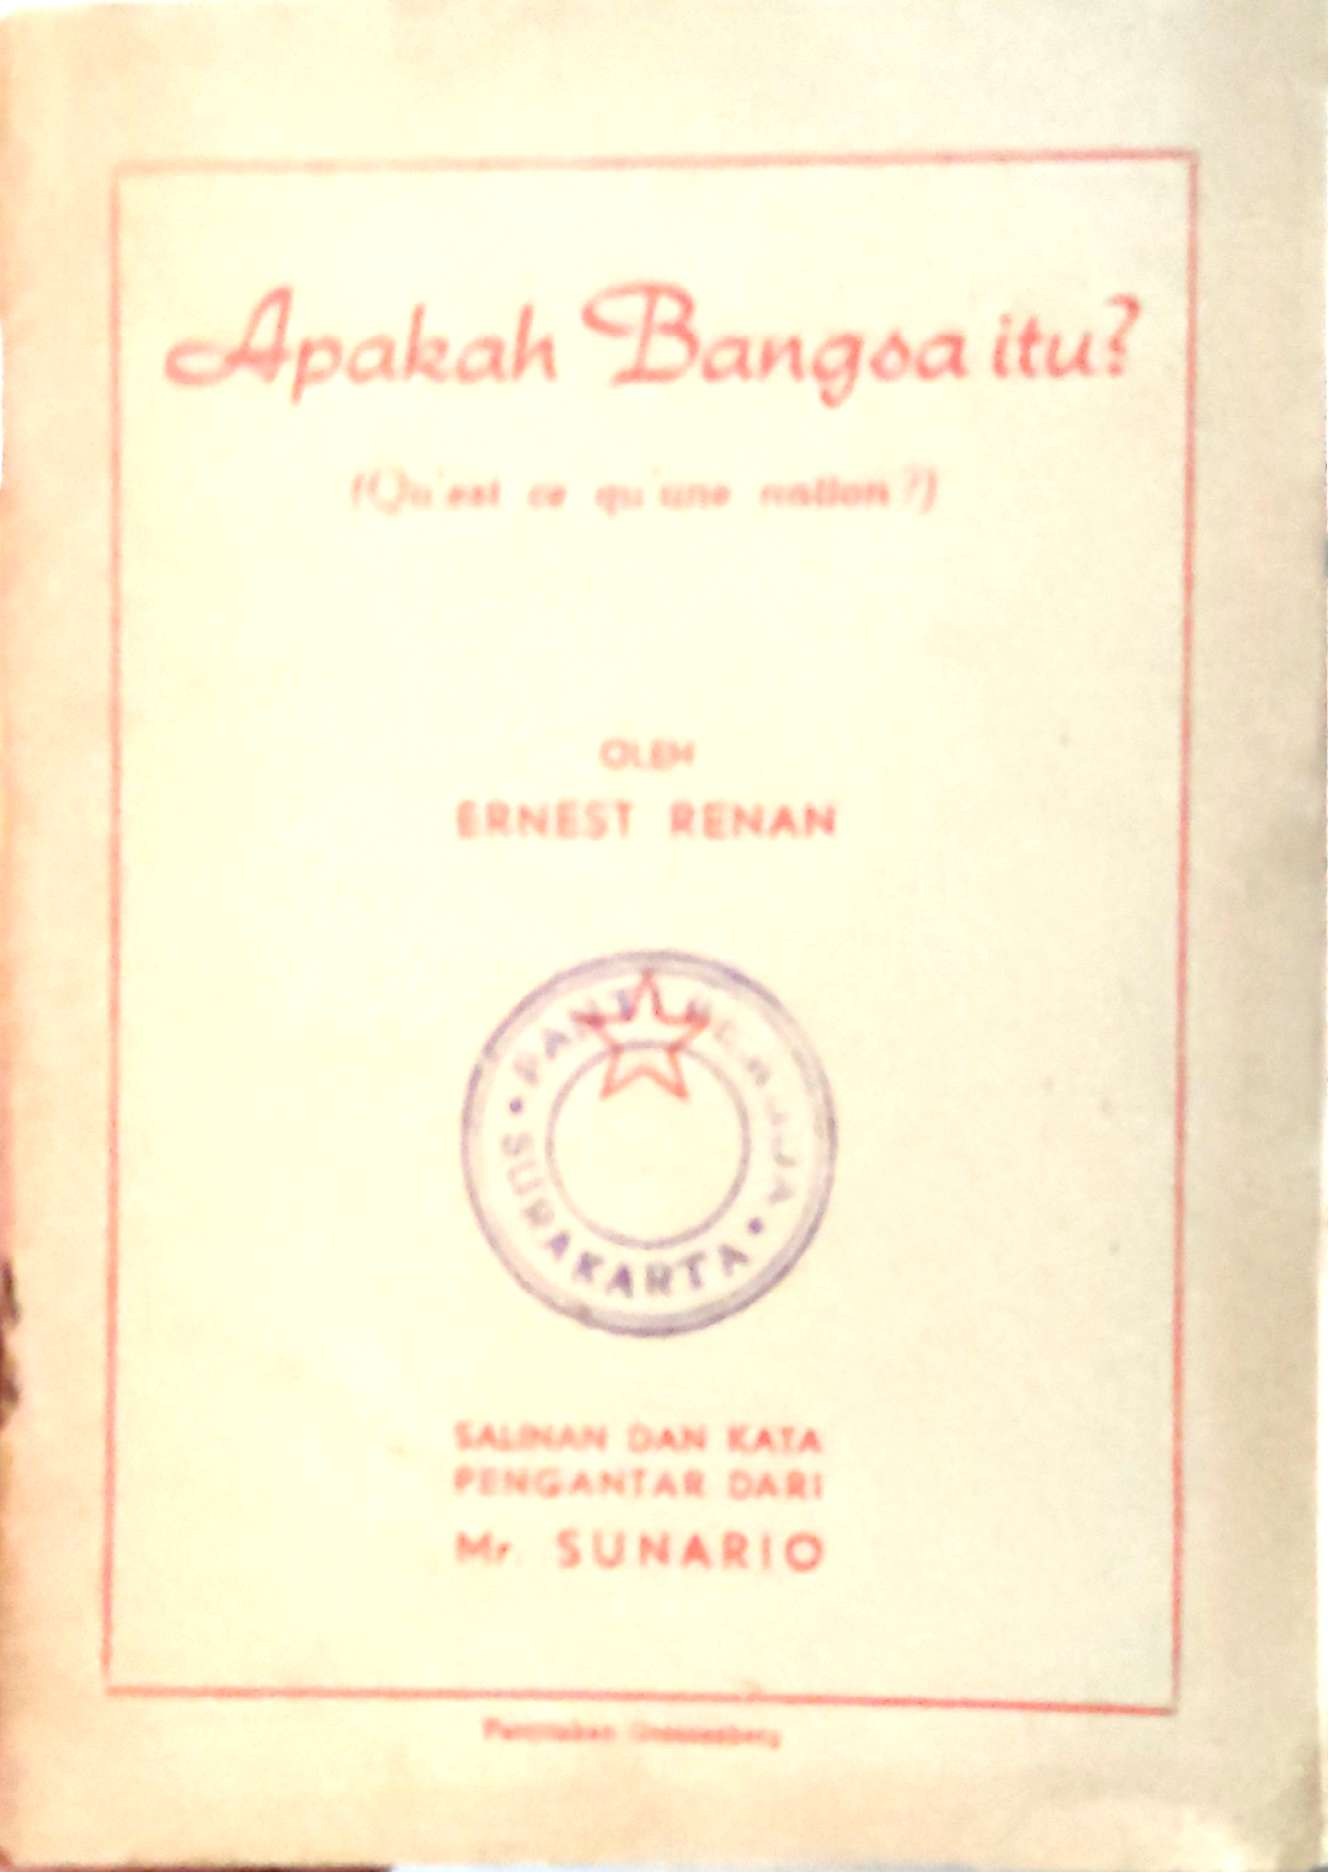 Apakah Bangsa itu?
(Qu'est ce qu'une nation?)
OLEH
ERNEST RENAN
SURAKARTA
SALINAN DAN KATA
PENGANTAR DARI
Mr. SUNARIO